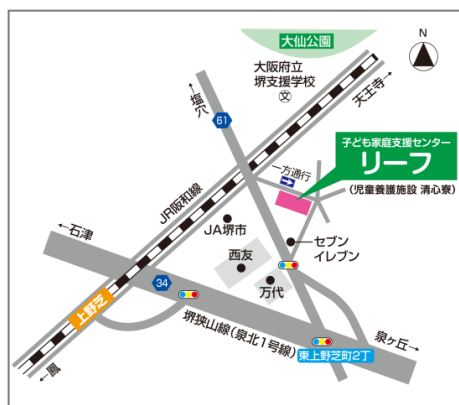 大仙公園
N
大阪府立
堺支援学校
文
天王寺
塩穴
61
子ども家庭支援センター
リーフ
(児童養護施設 清心寮)
一方通行
JR阪和線
石津
JA堺市
セブン
イレブン
西友
万代
34
上野芝
堺狭山線(泉北1号線)
泉ヶ丘
東上野芝町2丁
鳳